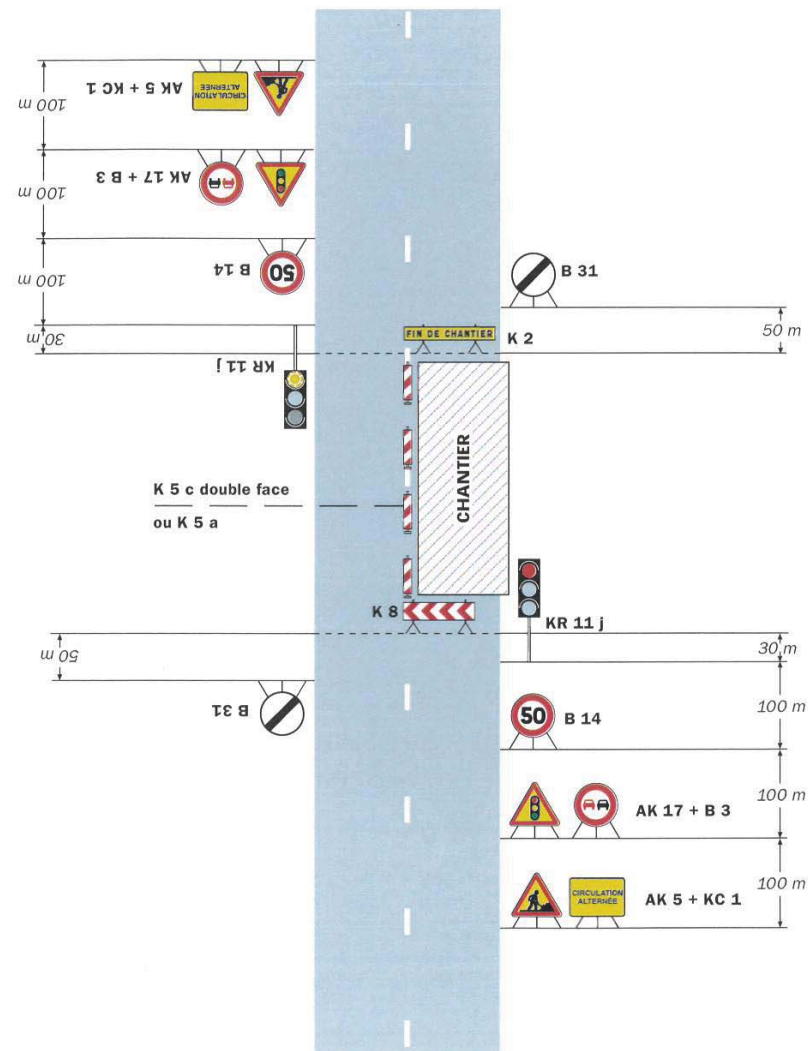 100 m
AK 5 + KC 1
CIRCULATION
ALTERNÉE
100 m
AK 17 + B 3
100 m
B 14
50
B 31
30 m
KR 11 j
FIN DE CHANTIER
K 2
50 m
CHANTIER
K 5 c double face
ou K 5 a
K 8
KR 11 j
30 m
50 m
B 31
50
B 14
100 m
AK 17 + B 3
100 m
CIRCULATION
ALTERNÉE
AK 5 + KC 1
100 m